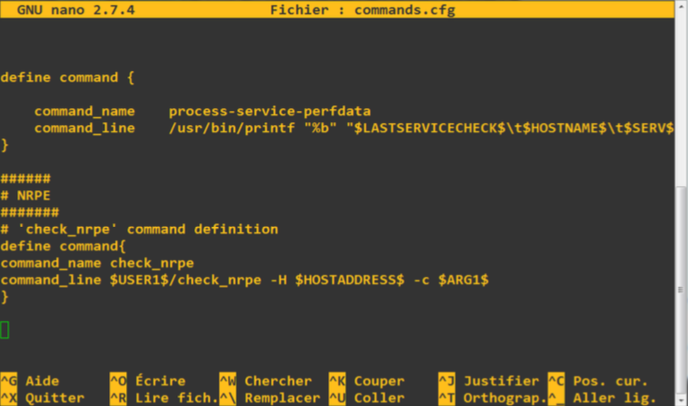 GNU nano 2.7.4 Fichier : commands.cfg
define command {
command_name process-service-perfdata
command_line /usr/bin/printf "%b" "$LASTSERVICECHECK$\t$HOSTNAME$\t$SERV$
}
######
# NRPE
#######
# 'check_nrpe' command definition
define command{
command_name check_nrpe
command_line $USER1$/check_nrpe -H $HOSTADDRESS$ -c $ARG1$
}
^G Aide ^O Écrire ^W Chercher ^K Couper ^J Justifier ^C Pos. cur.
^X Quitter ^R Lire fich. ^\ Remplacer ^U Coller ^T Orthograp. ^_ Aller lig.